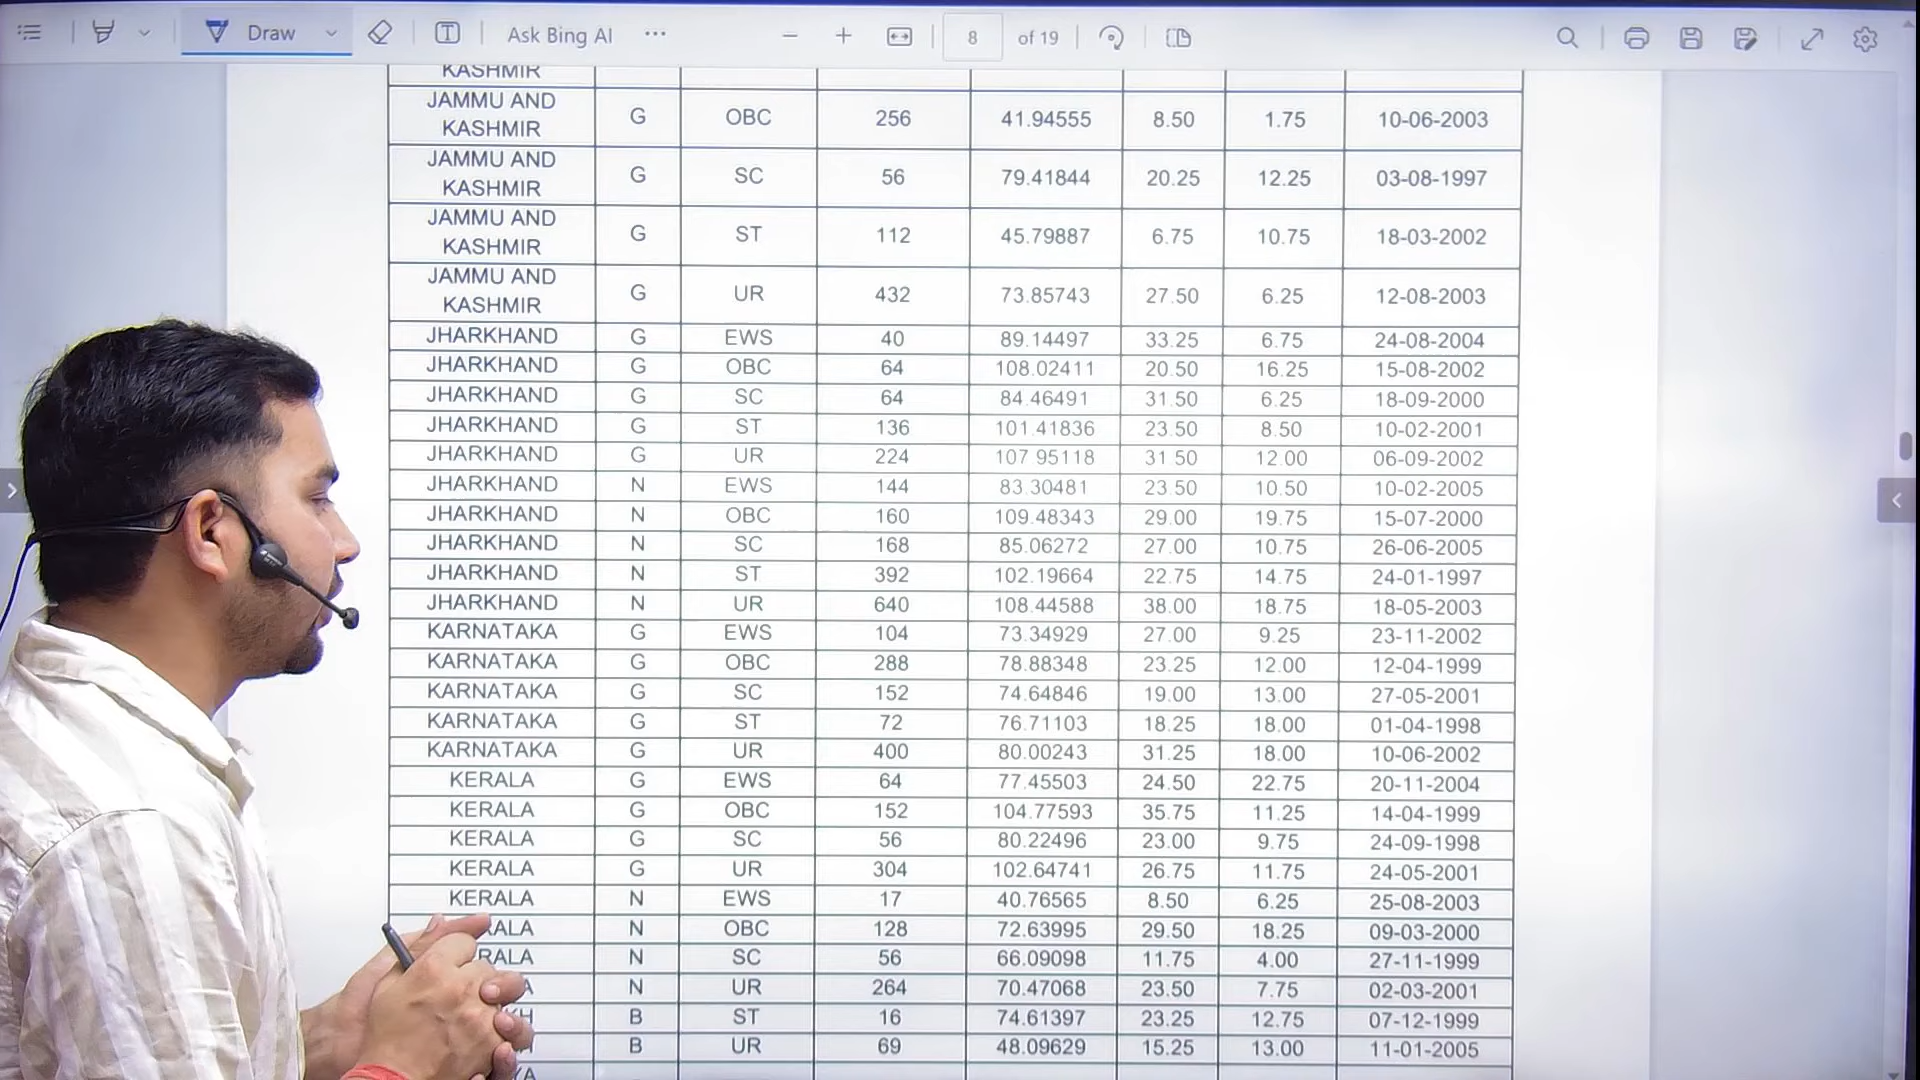 Draw Ask Bing AI 8 of 19
KASHMIR
JAMMU AND KASHMIR G OBC 256 41.94555 8.50 1.75 10-06-2003
JAMMU AND KASHMIR G SC 56 79.41844 20.25 12.25 03-08-1997
JAMMU AND KASHMIR G ST 112 45.79887 6.75 10.75 18-03-2002
JAMMU AND KASHMIR G UR 432 73.85743 27.50 6.25 12-08-2003
JHARKHAND G EWS 40 89.14497 33.25 6.75 24-08-2004
JHARKHAND G OBC 64 108.02411 20.50 16.25 15-08-2002
JHARKHAND G SC 64 84.46491 31.50 6.25 18-09-2000
JHARKHAND G ST 136 101.41836 23.50 8.50 10-02-2001
JHARKHAND G UR 224 107.95118 31.50 12.00 06-09-2002
JHARKHAND N EWS 144 83.30481 23.50 10.50 10-02-2005
JHARKHAND N OBC 160 109.48343 29.00 19.75 15-07-2000
JHARKHAND N SC 168 85.06272 27.00 10.75 26-06-2005
JHARKHAND N ST 392 102.19664 22.75 14.75 24-01-1997
JHARKHAND N UR 640 108.44588 38.00 18.75 18-05-2003
KARNATAKA G EWS 104 73.34929 27.00 9.25 23-11-2002
KARNATAKA G OBC 288 78.88348 23.25 12.00 12-04-1999
KARNATAKA G SC 152 74.64846 19.00 13.00 27-05-2001
KARNATAKA G ST 72 76.71103 18.25 18.00 01-04-1998
KARNATAKA G UR 400 80.00243 31.25 18.00 10-06-2002
KERALA G EWS 64 77.45503 24.50 22.75 20-11-2004
KERALA G OBC 152 104.77593 35.75 11.25 14-04-1999
KERALA G SC 56 80.22496 23.00 9.75 24-09-1998
KERALA G UR 304 102.64741 26.75 11.75 24-05-2001
KERALA N EWS 17 40.76565 8.50 6.25 25-08-2003
RALA N OBC 128 72.63995 29.50 18.25 09-03-2000
RALA N SC 56 66.09098 11.75 4.00 27-11-1999
A N UR 264 70.47068 23.50 7.75 02-03-2001
KH B ST 16 74.61397 23.25 12.75 07-12-1999
H B UR 69 48.09629 15.25 13.00 11-01-2005
YA